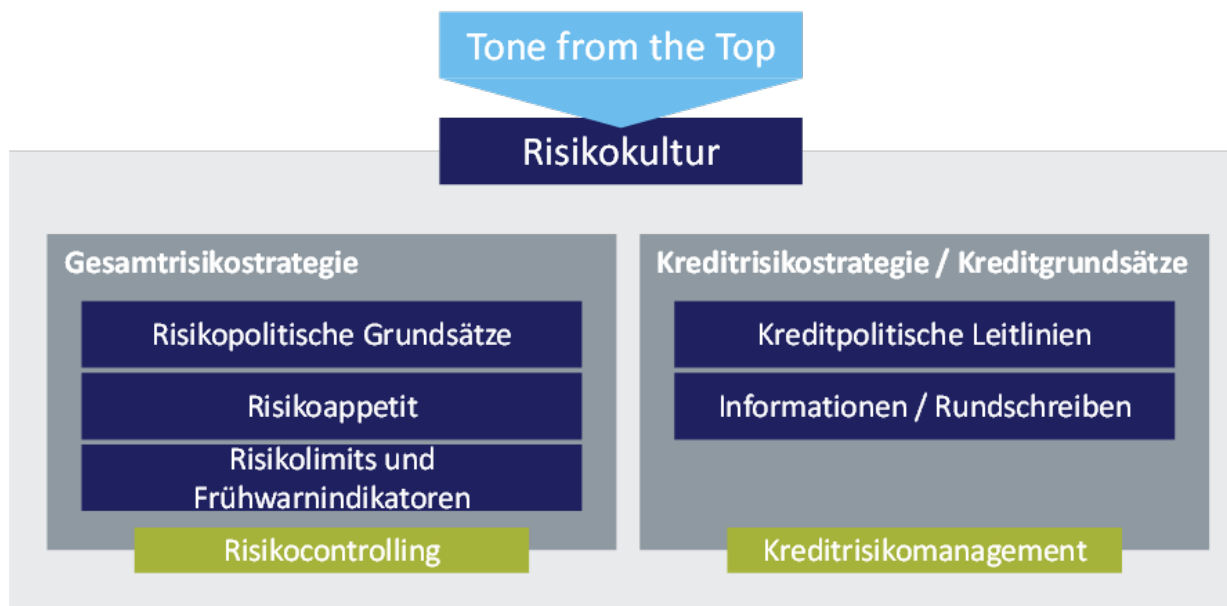 Tone from the Top
Risikokultur
Gesamtrisikostrategie
Risikopolitische Grundsätze
Risikoappetit
Risikolimits und
Frühwarnindikatoren
Risikocontrolling
Kreditrisikostrategie / Kreditgrundsätze
Kreditpolitische Leitlinien
Informationen / Rundschreiben
Kreditrisikomanagement